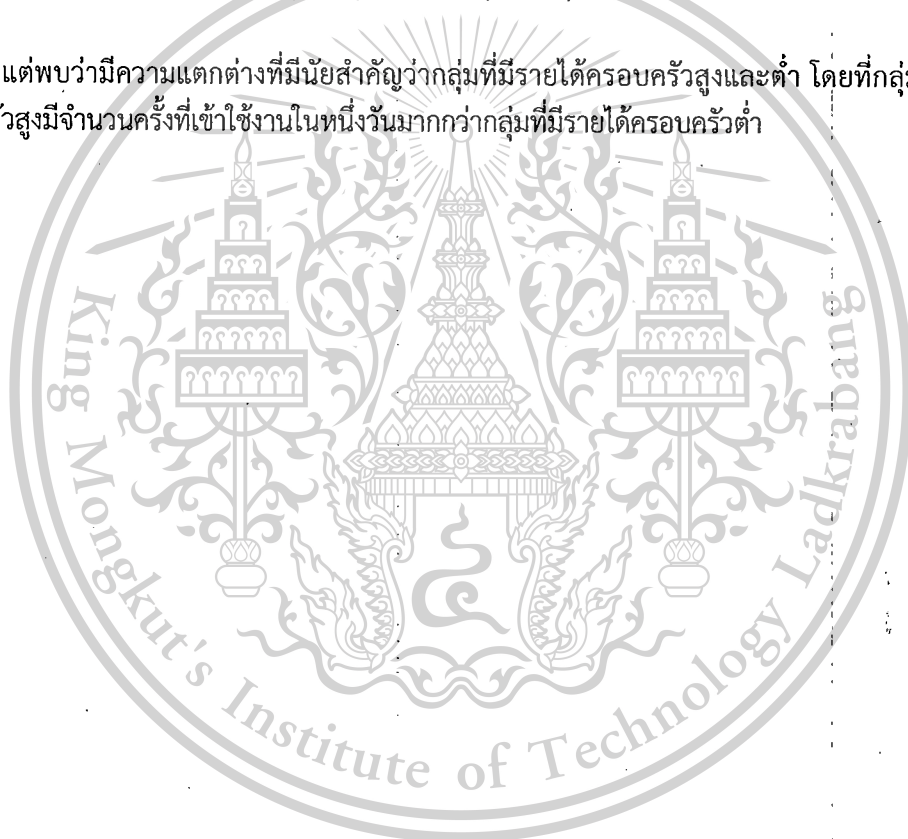 แต่พบว่ามีความแตกต่างที่มีนัยสำคัญว่ากลุ่มที่มีรายได้ครอบครัวสูงและต่ำ โดยที่กลุ่ม
วสูงมีจำนวนครั้งที่เข้าใช้งานในหนึ่งวันมากกว่ากลุ่มที่มีรายได้ครอบครัวต่ำ
King Mongkut's Institute of Technology Ladkrabang